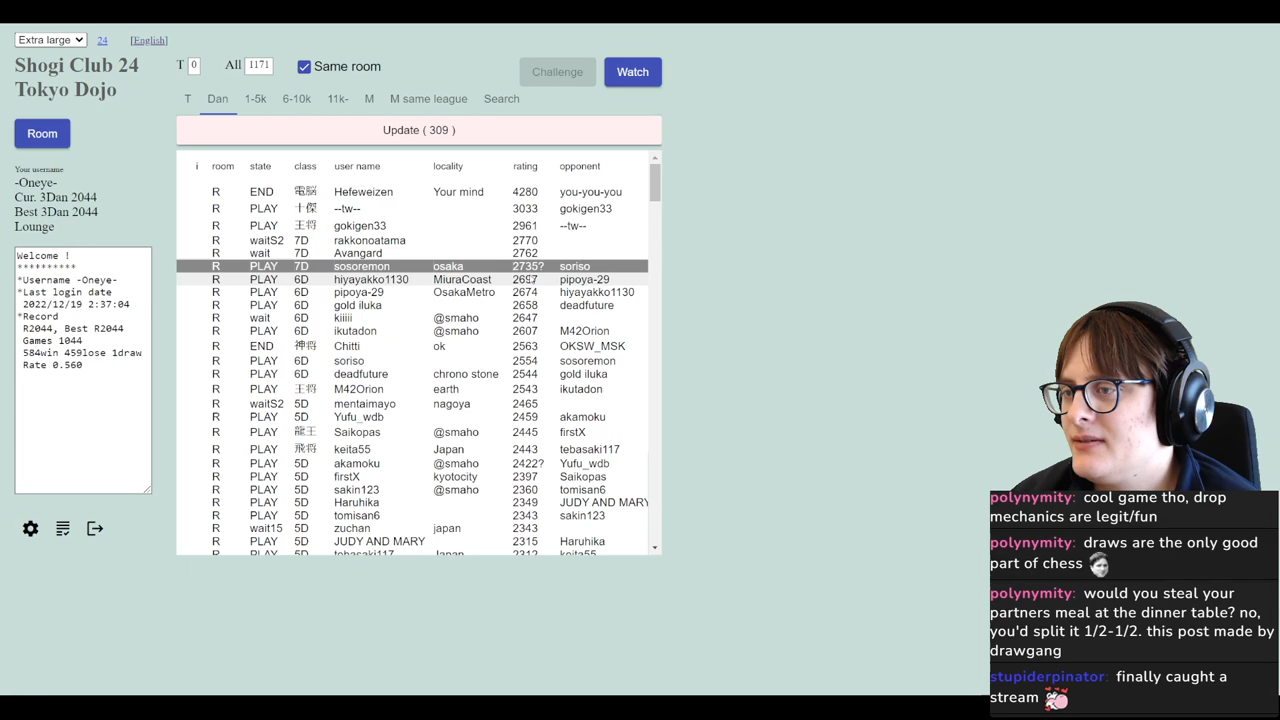 Extra large 24 [English]
Shogi Club 24
Tokyo Dojo
T 0 All 1171 Same room Challenge Watch
T Dan 1-5k 6-10k 11k- M M same league Search
Room
Update ( 309 )
Your username
-Oneye-
Cur. 3Dan 2044
Best 3Dan 2044
Lounge
Welcome !
**********
*Username -Oneye-
*Last login date
2022/12/19 2:37:04
*Record
R2044, Best R2044
Games 1044
584win 459lose 1draw
Rate 0.560
i room state class user name locality rating opponent
R END 電脳 Hefeweizen Your mind 4280 you-you-you
R PLAY 十傑 --tw-- 3033 gokigen33
R PLAY 王将 gokigen33 2961 --tw--
R waitS2 7D rakkonoatama 2770
R wait 7D Avangard 2762
R PLAY 7D sosoremon osaka 2735? soriso
R PLAY 6D hiyayakko1130 MiuraCoast 2697 pipoya-29
R PLAY 6D pipoya-29 OsakaMetro 2674 hiyayakko1130
R PLAY 6D gold iluka 2658 deadfuture
R wait 6D kiiiii @smaho 2647
R PLAY 6D ikutadon @smaho 2607 M42Orion
R END 神将 Chitti ok 2563 OKSW_MSK
R PLAY 6D soriso 2554 sosoremon
R PLAY 6D deadfuture chrono stone 2544 gold iluka
R PLAY 王将 M42Orion earth 2543 ikutadon
R waitS2 5D mentaimayo nagoya 2465
R PLAY 5D Yufu_wdb 2459 akamoku
R PLAY 龍王 Saikopas @smaho 2445 firstX
R PLAY 飛将 keita55 Japan 2443 tebasaki117
R PLAY 5D akamoku @smaho 2422? Yufu_wdb
R PLAY 5D firstX kyotocity 2397 Saikopas
R PLAY 5D sakin123 @smaho 2360 tomisan6
R PLAY 5D Haruhika 2349 JUDY AND MARY
R PLAY 5D tomisan6 2343 sakin123
R wait15 5D zuchan japan 2343
R PLAY 5D JUDY AND MARY 2315 Haruhika
R PLAY 5D tebasaki117 Japan 2312 keita55
polynymity: cool game tho, drop
mechanics are legit/fun
polynymity: draws are the only good
part of chess
polynymity: would you steal your
partners meal at the dinner table? no,
you'd split it 1/2-1/2. this post made by
drawgang
stupiderpinator: finally caught a
stream